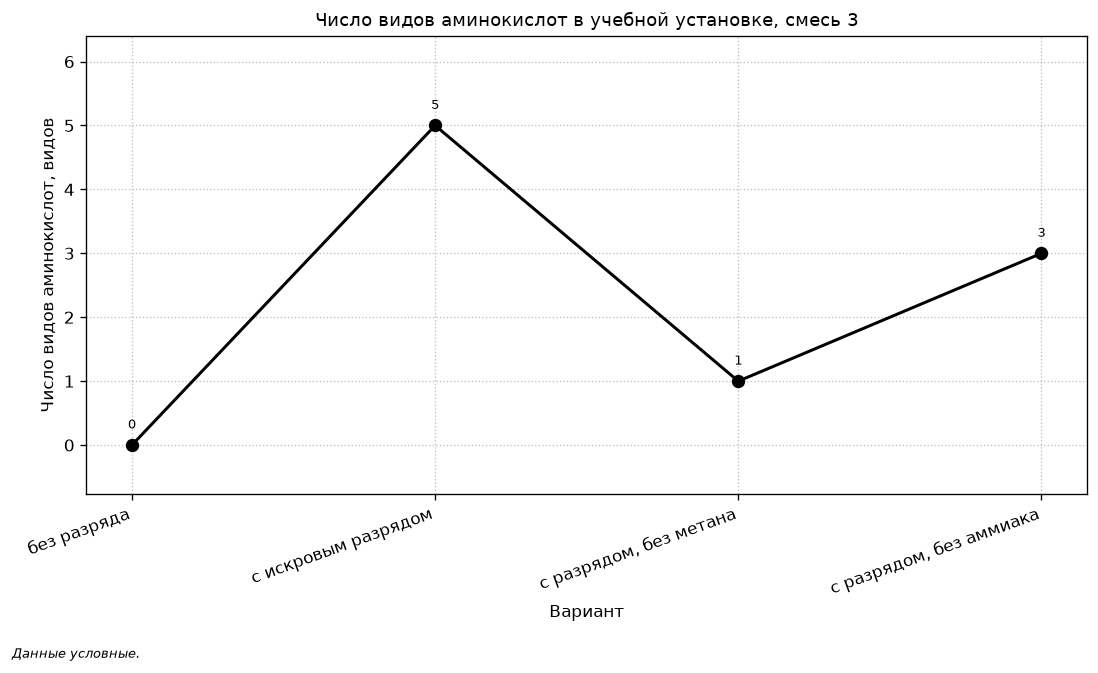 Число видов аминокислот в учебной установке, смесь 3
Число видов аминокислот, видов
6
5
4
3
2
1
0
0
5
1
3
без разряда
с искровым разрядом
с разрядом, без метана
с разрядом, без аммиака
Вариант
Данные условные.